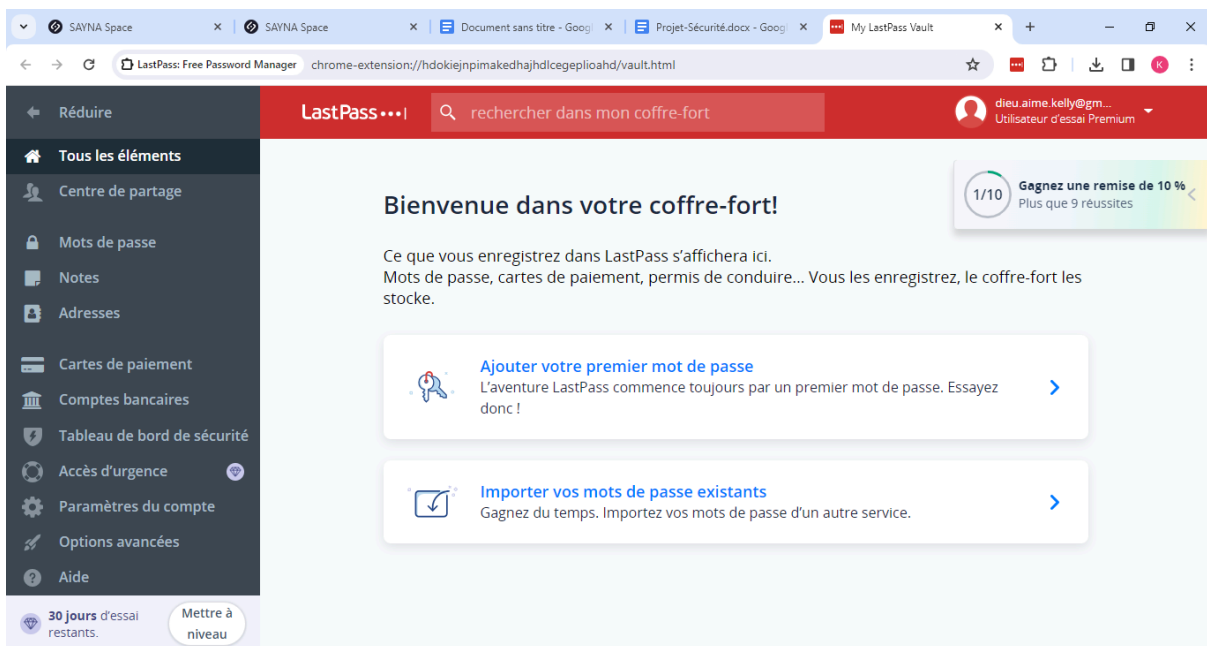 SAYNA Space
SAYNA Space
Document sans titre - Goog
Projet-Sécurité.docx - Goog
My LastPass Vault
LastPass: Free Password Manager
chrome-extension://hdokiejnpimakedhajhdlcegeplioahd/vault.html
K
Réduire
LastPass
rechercher dans mon coffre-fort
dieu.aime.kelly@gm...
Utilisateur d'essai Premium
Tous les éléments
Centre de partage
Mots de passe
Notes
Adresses
Cartes de paiement
Comptes bancaires
Tableau de bord de sécurité
Accès d'urgence
Paramètres du compte
Options avancées
Aide
30 jours d'essai
restants.
Mettre à
niveau
1/10
Gagnez une remise de 10 %
Plus que 9 réussites
Bienvenue dans votre coffre-fort!
Ce que vous enregistrez dans LastPass s'affichera ici.
Mots de passe, cartes de paiement, permis de conduire... Vous les enregistrez, le coffre-fort les
stocke.
Ajouter votre premier mot de passe
L'aventure LastPass commence toujours par un premier mot de passe. Essayez
donc !
Importer vos mots de passe existants
Gagnez du temps. Importez vos mots de passe d'un autre service.